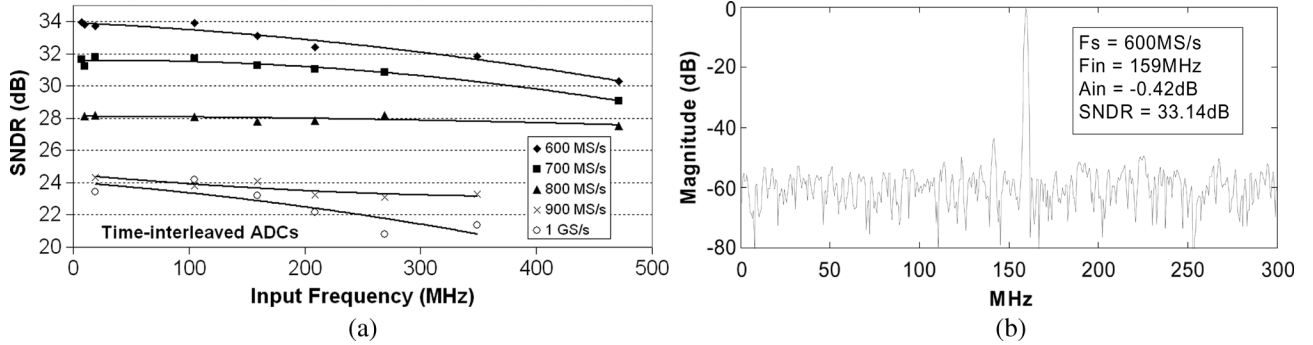 34
32
30
28
26
24
22
20
SNDR (dB)
600 MS/s
700 MS/s
800 MS/s
900 MS/s
1 GS/s
Time-interleaved ADCs
0 100 200 300 400 500
Input Frequency (MHz)
(a)
0
-20
-40
-60
-80
Magnitude (dB)
Fs = 600MS/s
Fin = 159MHz
Ain = -0.42dB
SNDR = 33.14dB
0 50 100 150 200 250 300
MHz
(b)